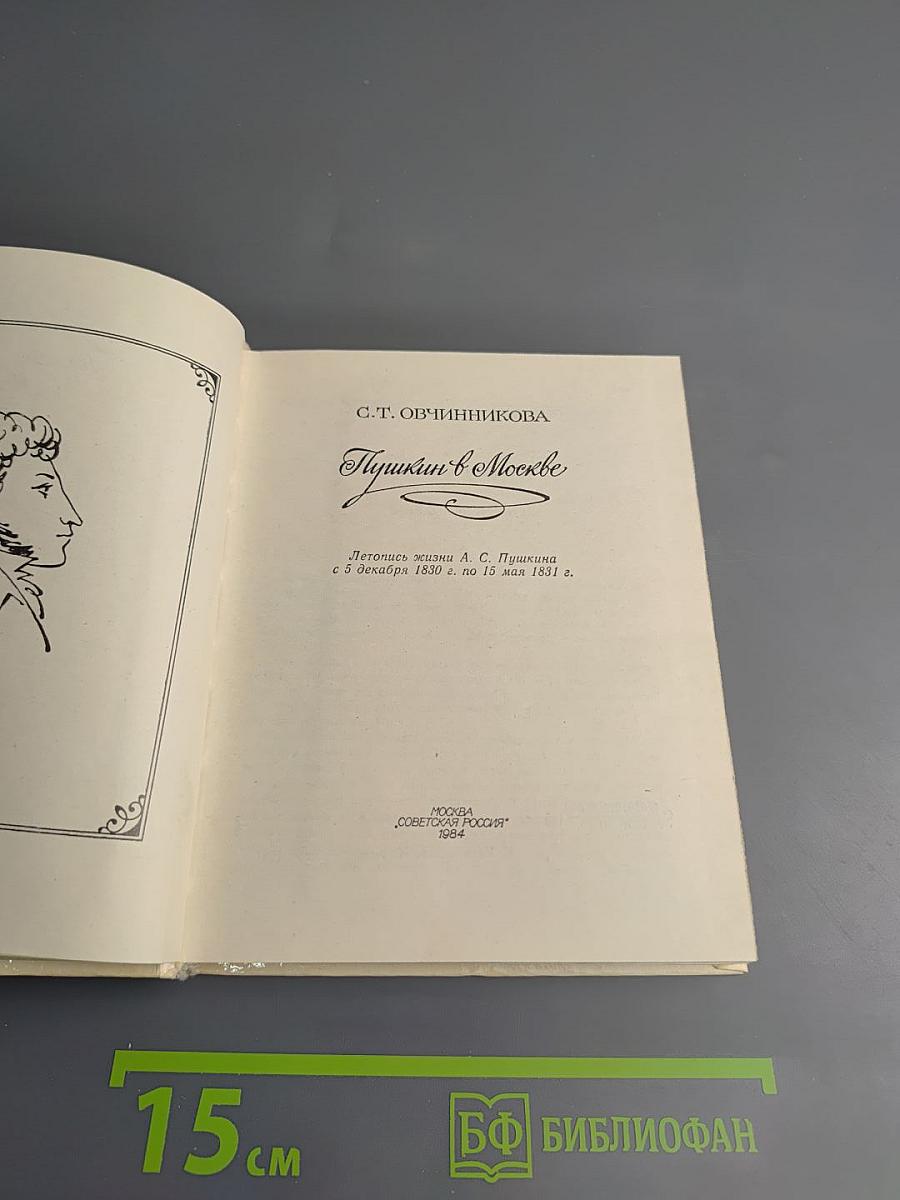 С.Т. ОВЧИННИКОВА
Пушкин в Москве
Летопись жизни А. С. Пушкина
с 5 декабря 1830 г. по 15 мая 1831 г.
МОСКВА
„СОВЕТСКАЯ РОССИЯ"
1984
15 см
БФ БИБЛИОФАН